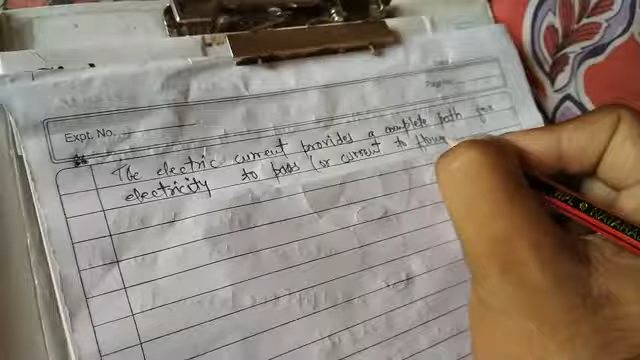 Expt. No.
The electric current provides a complete path for
electricity to pass (or current to flow